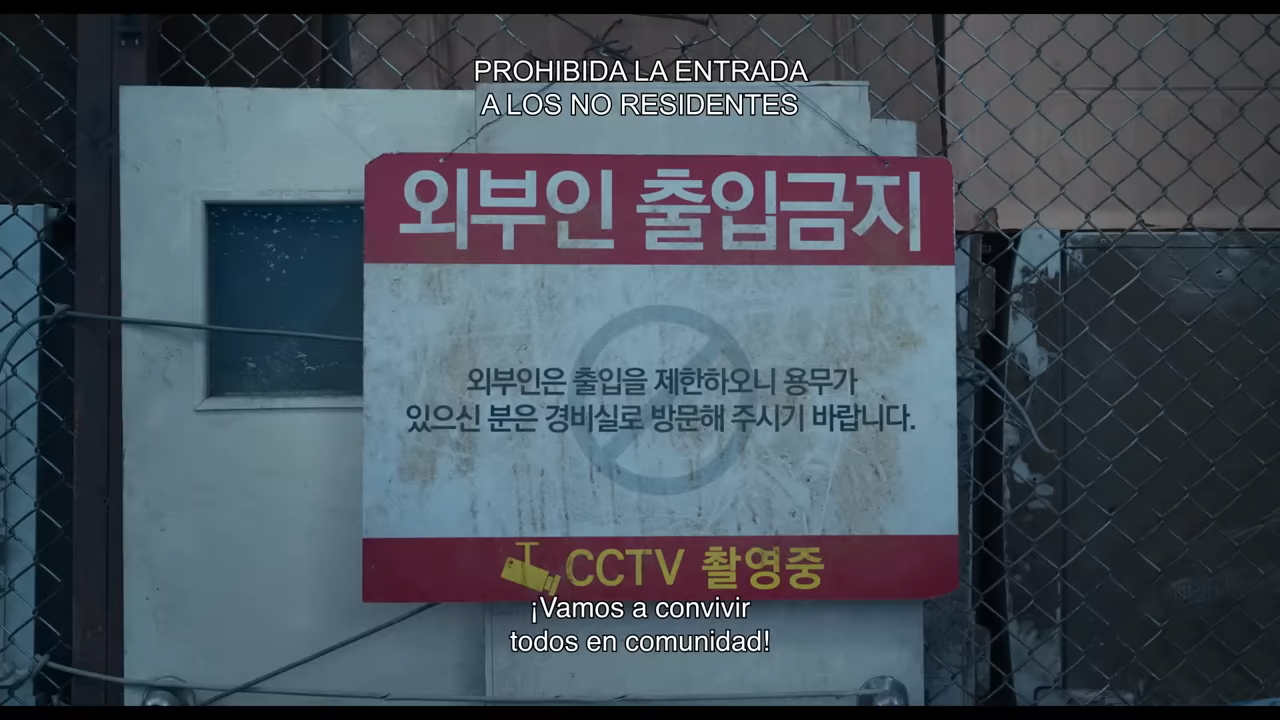 PROHIBIDA LA ENTRADA
A LOS NO RESIDENTES
외부인 출입금지
외부인은 출입을 제한하오니 용무가
있으신 분은 경비실로 방문해 주시기 바랍니다.
CCTV 촬영중
¡Vamos a convivir
todos en comunidad!